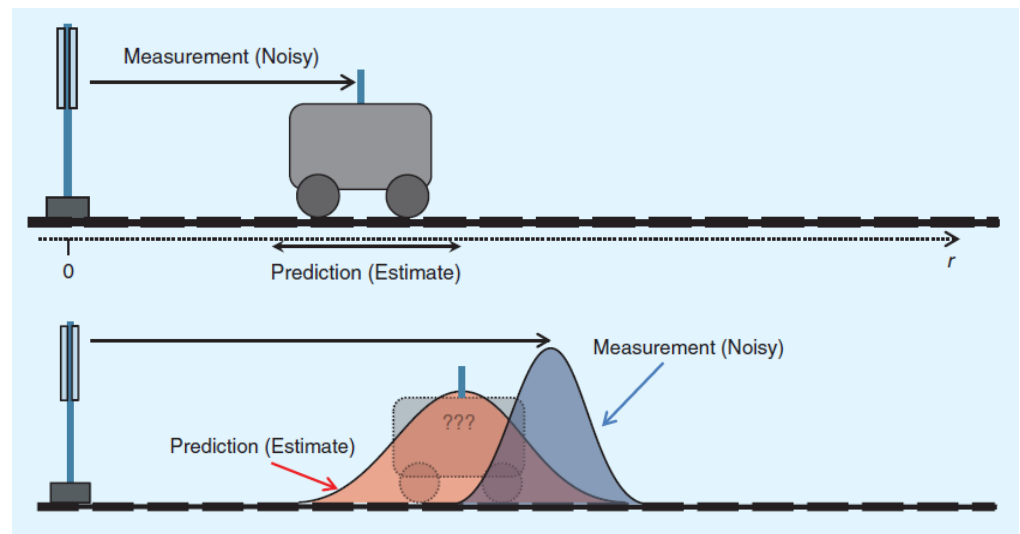 Measurement (Noisy)
0
Prediction (Estimate)
r
Measurement (Noisy)
???
Prediction (Estimate)